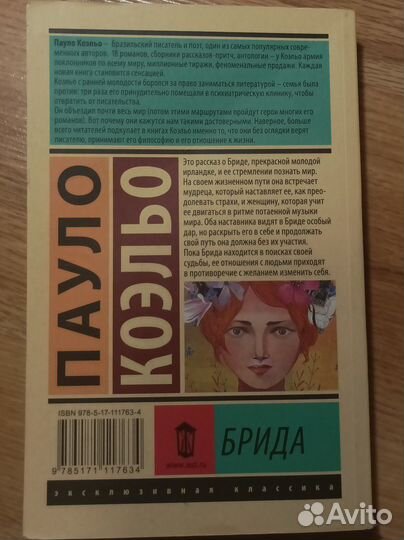 Пауло Коэльо – Бразильский писатель и поэт, один из самых популярных совре-
менных авторов. 18 романов, сборники рассказов-притч, антологии – у Коэльо армия
поклонников по всему миру, миллионные тиражи, феноменальные продажи. Каждая
новая книга становится сенсацией.
Коэльо с ранней молодости боролся за право заниматься литературой – семья была
против: три раза его принудительно помещали в психиатрическую клинику, чтобы
отвратить от писательства.
Он объездил почти весь мир (потом этими маршрутами пройдут герои многих его
романов). Вот почему они кажутся нам такими достоверными. Наверное, больше
всего читателей подкупает в книгах Коэльо именно то, что они без оглядки верят
писателю, принимают его философию и его отношение к жизни.
ПАУЛО
КОЭЛЬО
Это рассказ о Бриде, прекрасной молодой
ирландке, и ее стремлении познать мир.
На своем жизненном пути она встречает
мудреца, который наставляет ее, как прео-
долевать страхи, и женщину, которая учит
ее двигаться в ритме потаенной музыки
мира. Оба наставника видят в Бриде особый
дар, но раскрыть его в себе и продолжать
свой путь она должна без их участия.
Пока Брида находится в поисках своей
судьбы, ее отношения с людьми приходят
в противоречие с желанием изменить себя.
ISBN 978-5-17-111763-4
9 785171 117634
www.ast.ru
БРИДА
эксклюзивная классика
Avito